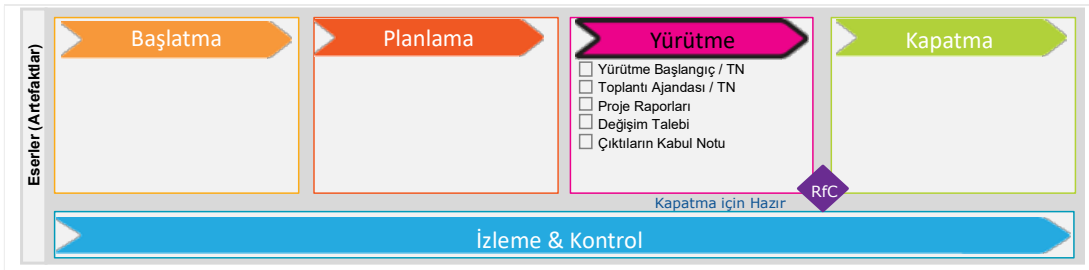 Eserler (Artefaktlar)
Başlatma
Planlama
Yürütme
Yürütme Başlangıç / TN
Toplantı Ajandası / TN
Proje Raporları
Değişim Talebi
Çıktıların Kabul Notu
Kapatma
Kapatma için Hazır
RfC
İzleme & Kontrol